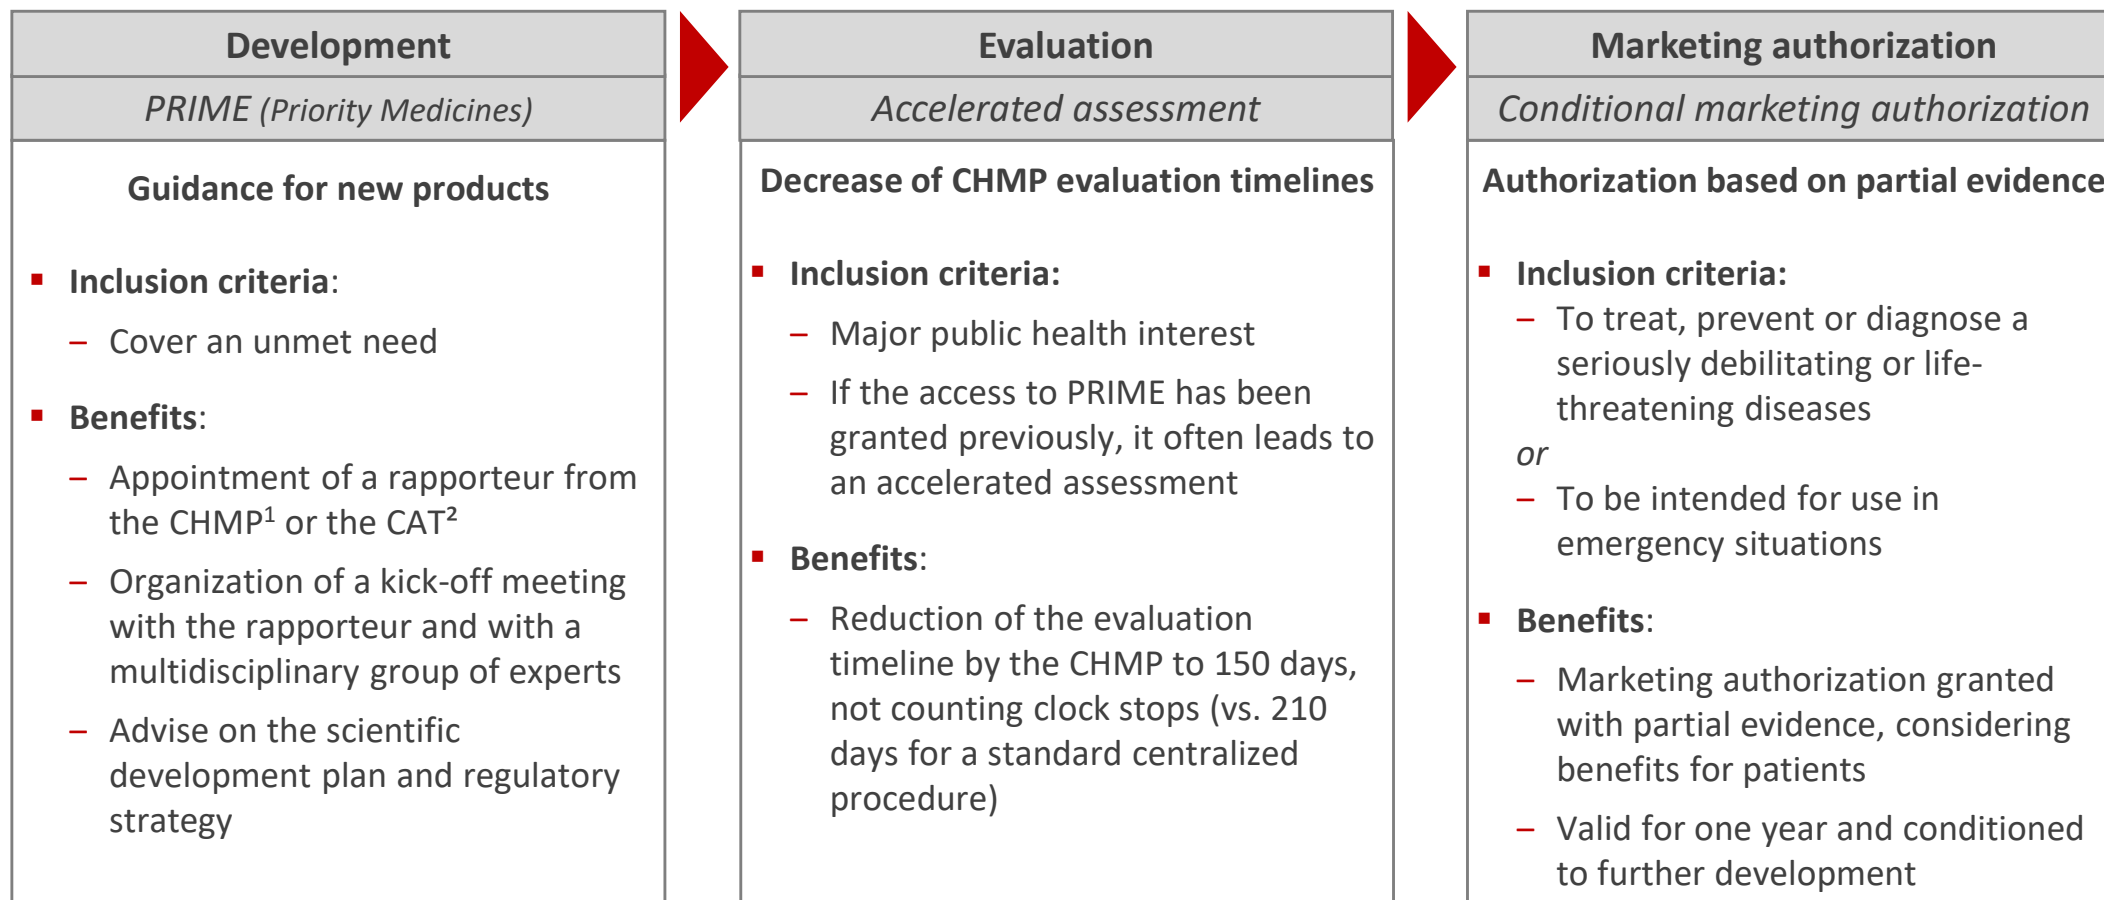 Development
PRIME (Priority Medicines)
Guidance for new products
▪ Inclusion criteria:
– Cover an unmet need
▪ Benefits:
– Appointment of a rapporteur from
the CHMP¹ or the CAT²
– Organization of a kick-off meeting
with the rapporteur and with a
multidisciplinary group of experts
– Advise on the scientific
development plan and regulatory
strategy
Evaluation
Accelerated assessment
Decrease of CHMP evaluation timelines
▪ Inclusion criteria:
– Major public health interest
– If the access to PRIME has been
granted previously, it often leads to
an accelerated assessment
▪ Benefits:
– Reduction of the evaluation
timeline by the CHMP to 150 days,
not counting clock stops (vs. 210
days for a standard centralized
procedure)
Marketing authorization
Conditional marketing authorization
Authorization based on partial evidence
▪ Inclusion criteria:
– To treat, prevent or diagnose a
seriously debilitating or life-
threatening diseases
or
– To be intended for use in
emergency situations
▪ Benefits:
– Marketing authorization granted
with partial evidence, considering
benefits for patients
– Valid for one year and conditioned
to further development